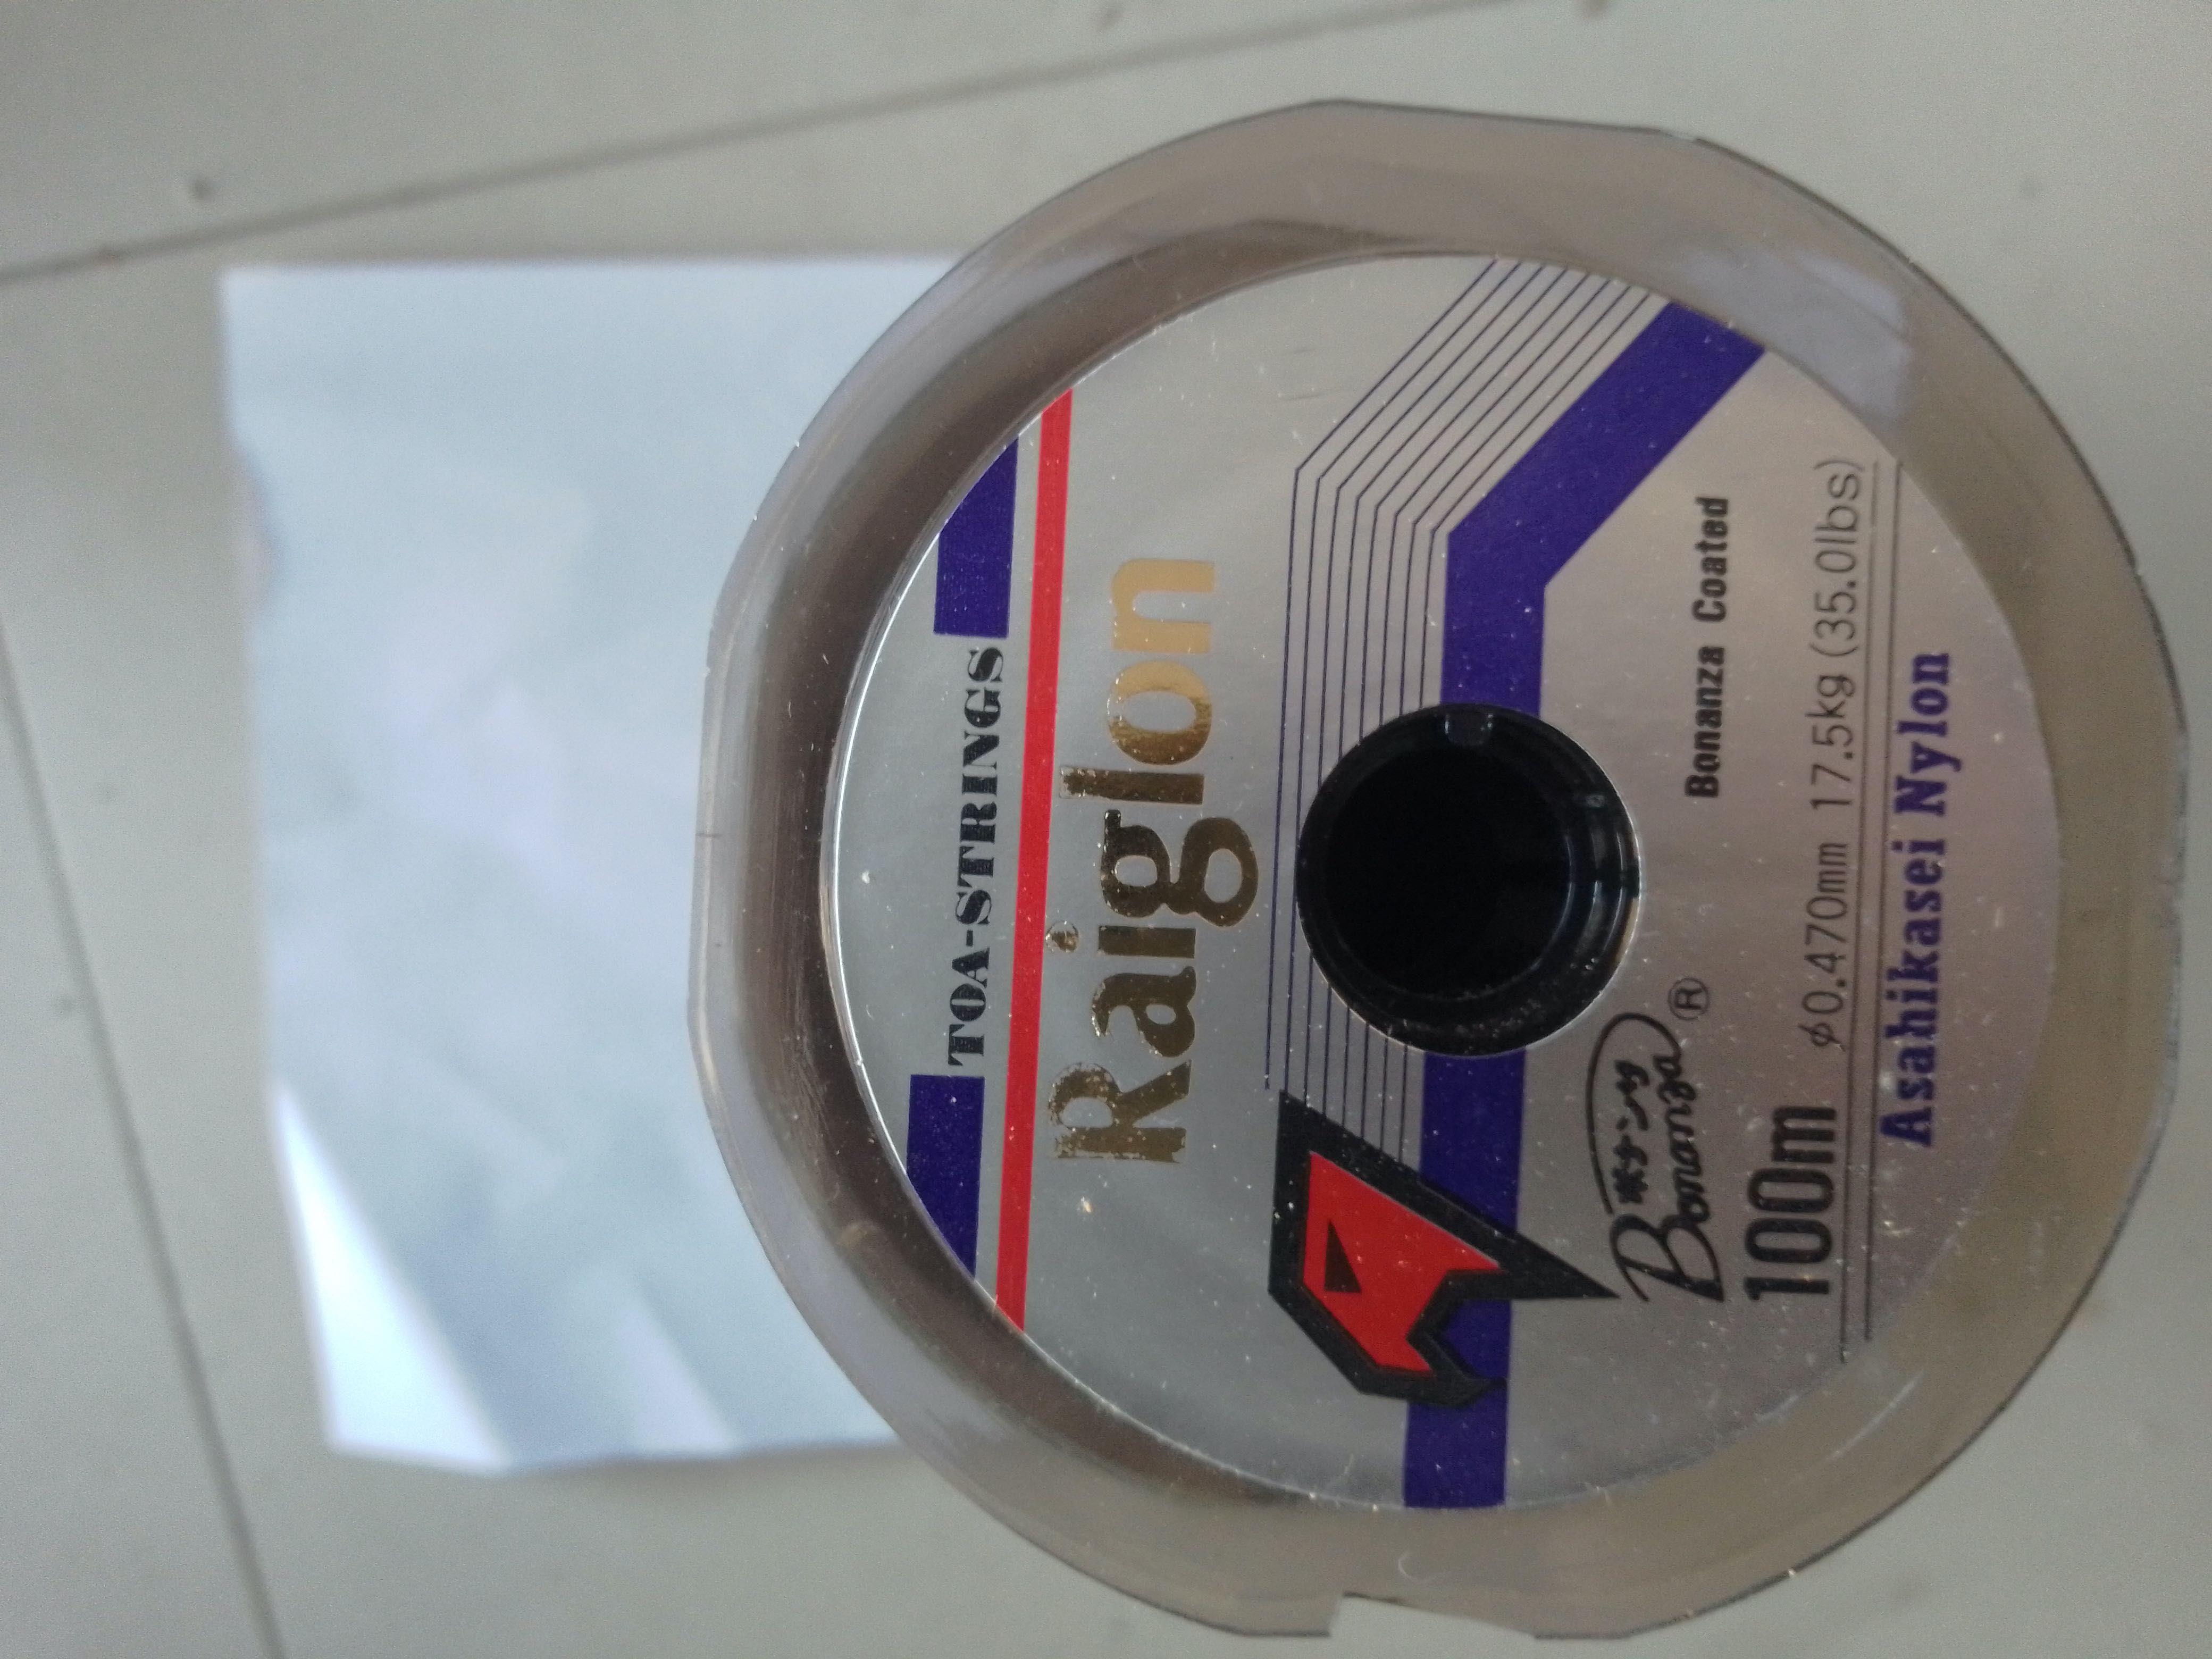 TOA-STRINGS
Raiglon
ボナンザ
Bonanza®
Bonanza Coated
100m φ0.470mm 17.5kg (35.0lbs)
Asahikasei Nylon